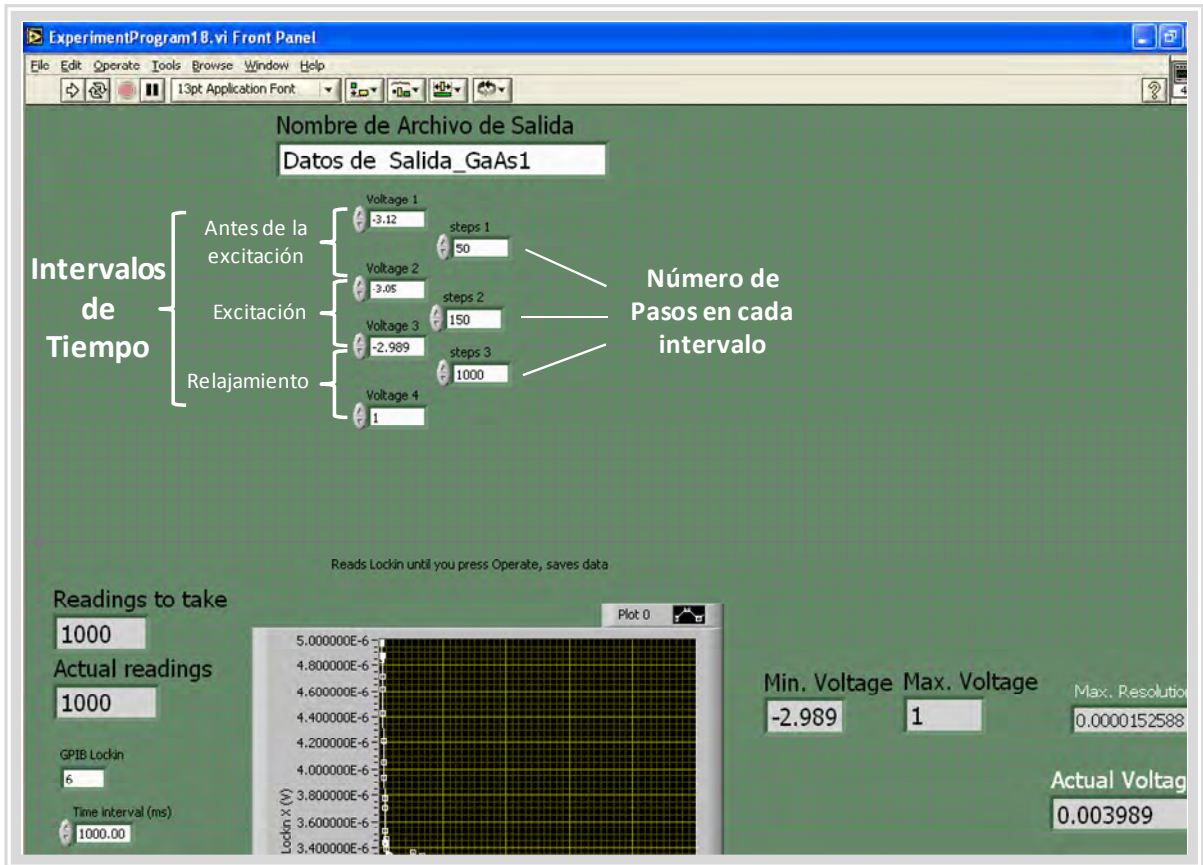 ExperimentProgram18.vi Front Panel
File Edit Operate Tools Browse Window Help
13pt Application Font
?
4
Nombre de Archivo de Salida
Datos de Salida_GaAs1
Intervalos
de
Tiempo
Antes de la
excitación
Excitación
Relajamiento
Voltage 1
-3.12
steps 1
50
Voltage 2
-3.05
steps 2
150
Voltage 3
-2.989
steps 3
1000
Voltage 4
1
Número de
Pasos en cada
intervalo
Reads Lockin until you press Operate, saves data
Readings to take
1000
Actual readings
1000
GPIB Lockin
6
Time interval (ms)
1000.00
Plot 0
5.000000E-6
4.800000E-6
4.600000E-6
4.400000E-6
4.200000E-6
4.000000E-6
3.800000E-6
3.600000E-6
3.400000E-6
Lockn X (V)
Min. Voltage
-2.989
Max. Voltage
1
Max. Resolution
0.0000152588
Actual Voltag
0.003989